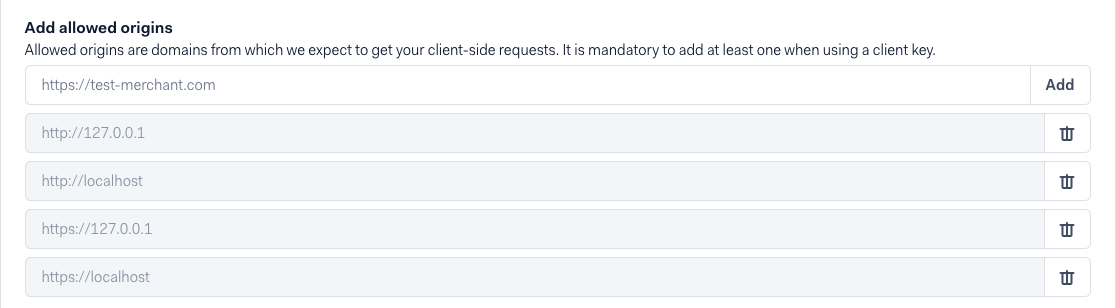 Add allowed origins
Allowed origins are domains from which we expect to get your client-side requests. It is mandatory to add at least one when using a client key.
https://test-merchant.com Add
http://127.0.0.1
http://localhost
https://127.0.0.1
https://localhost